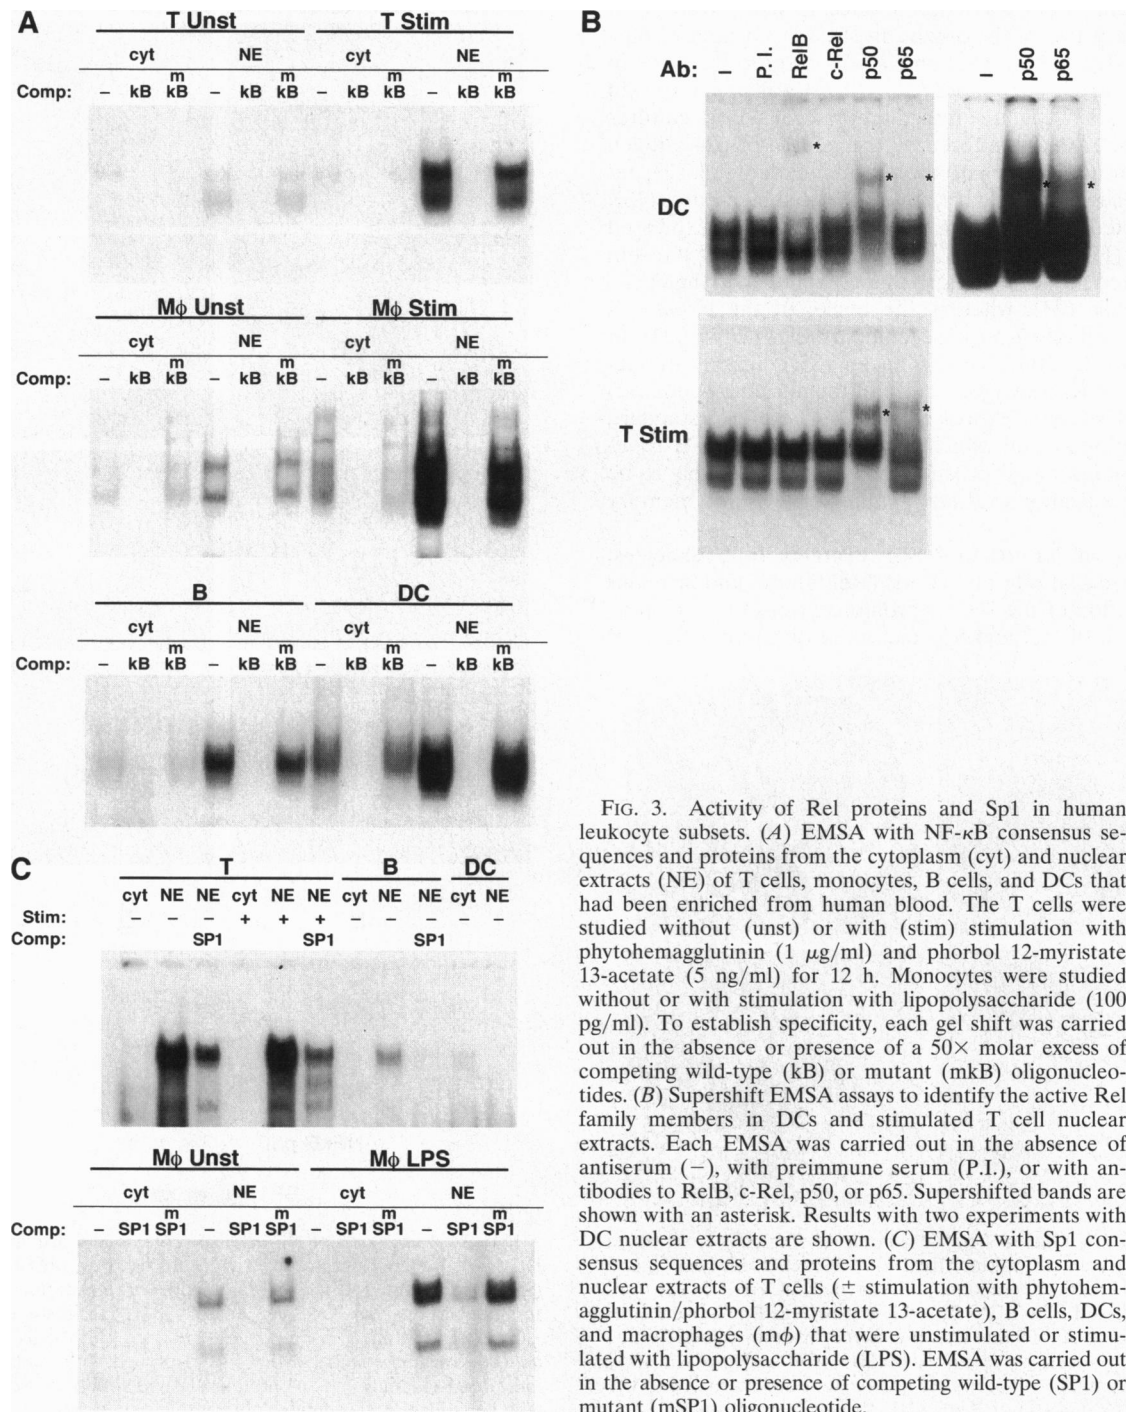 A
T Unst T Stim
cyt NE cyt NE
m m m m
Comp: – kB kB – kB kB – kB kB – kB kB
Mϕ Unst Mϕ Stim
cyt NE cyt NE
m m m m
Comp: – kB kB – kB kB – kB kB – kB kB
B DC
cyt NE cyt NE
m m m m
Comp: – kB kB – kB kB – kB kB – kB kB
B
Ab: – P. I. RelB c-Rel p50 p65 – p50 p65
DC
* * * * *
T Stim
* *
C
T B DC
cyt NE NE cyt NE NE cyt NE NE cyt NE
Stim: – – – + + + – – – – –
Comp: SP1 SP1 SP1
Mϕ Unst Mϕ LPS
cyt NE cyt NE
m m m m
Comp: – SP1 SP1 – SP1 SP1 – SP1 SP1 – SP1 SP1
FIG. 3. Activity of Rel proteins and Sp1 in human
leukocyte subsets. (A) EMSA with NF-κB consensus se-
quences and proteins from the cytoplasm (cyt) and nuclear
extracts (NE) of T cells, monocytes, B cells, and DCs that
had been enriched from human blood. The T cells were
studied without (unst) or with (stim) stimulation with
phytohemagglutinin (1 μg/ml) and phorbol 12-myristate
13-acetate (5 ng/ml) for 12 h. Monocytes were studied
without or with stimulation with lipopolysaccharide (100
pg/ml). To establish specificity, each gel shift was carried
out in the absence or presence of a 50× molar excess of
competing wild-type (kB) or mutant (mkB) oligonucleo-
tides. (B) Supershift EMSA assays to identify the active Rel
family members in DCs and stimulated T cell nuclear
extracts. Each EMSA was carried out in the absence of
antiserum (−), with preimmune serum (P.I.), or with an-
tibodies to RelB, c-Rel, p50, or p65. Supershifted bands are
shown with an asterisk. Results with two experiments with
DC nuclear extracts are shown. (C) EMSA with Sp1 con-
sensus sequences and proteins from the cytoplasm and
nuclear extracts of T cells (± stimulation with phytohem-
agglutinin/phorbol 12-myristate 13-acetate), B cells, DCs,
and macrophages (mϕ) that were unstimulated or stimu-
lated with lipopolysaccharide (LPS). EMSA was carried out
in the absence or presence of competing wild-type (SP1) or
mutant (mSP1) oligonucleotide.